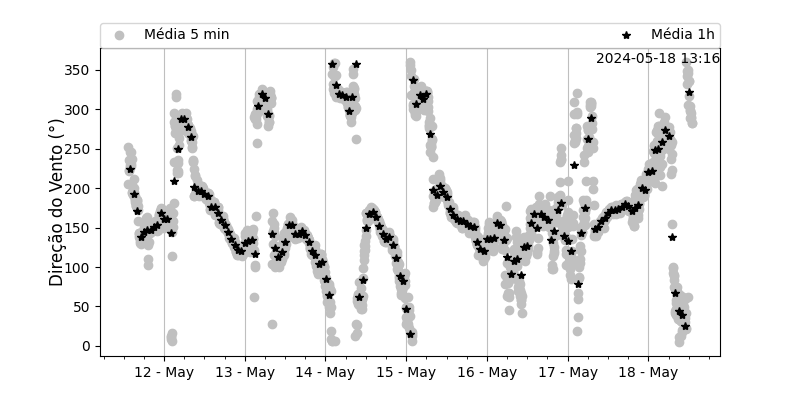 Média 5 min
Média 1h
2024-05-18 13:16
Direção do Vento (°)
350
300
250
200
150
100
50
0
12 - May
13 - May
14 - May
15 - May
16 - May
17 - May
18 - May